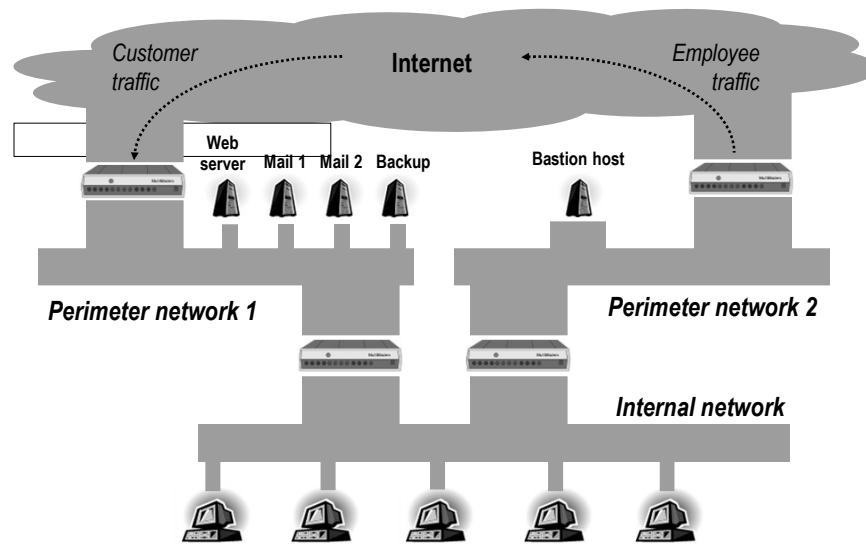 Customer
traffic
Internet
Employee
traffic
Web
server
Mail 1
Mail 2
Backup
Bastion host
Perimeter network 1
Perimeter network 2
Internal network